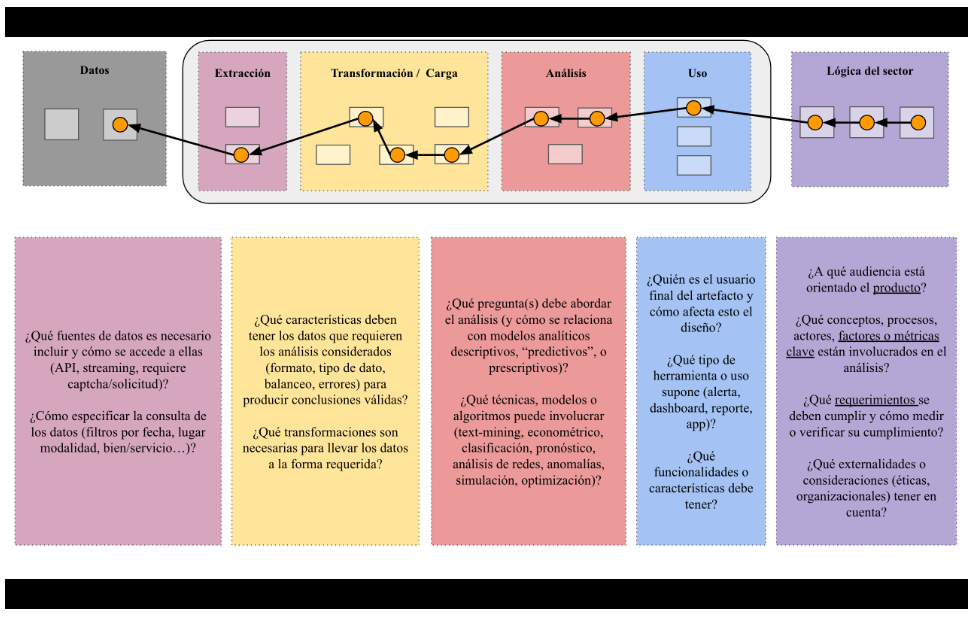 Datos
Extracción
Transformación / Carga
Análisis
Uso
Lógica del sector
¿Qué fuentes de datos es necesario
incluir y cómo se accede a ellas
(API, streaming, requiere
captcha/solicitud)?
¿Cómo especificar la consulta de
los datos (filtros por fecha, lugar
modalidad, bien/servicio…)?
¿Qué características deben
tener los datos que requieren
los análisis considerados
(formato, tipo de dato,
balanceo, errores) para
producir conclusiones válidas?
¿Qué transformaciones son
necesarias para llevar los datos
a la forma requerida?
¿Qué pregunta(s) debe abordar
el análisis (y cómo se relaciona
con modelos analíticos
descriptivos, “predictivos”, o
prescriptivos)?
¿Qué técnicas, modelos o
algoritmos puede involucrar
(text-mining, econométrico,
clasificación, pronóstico,
análisis de redes, anomalías,
simulación, optimización)?
¿Quién es el usuario
final del artefacto y
cómo afecta esto el
diseño?
¿Qué tipo de
herramienta o uso
supone (alerta,
dashboard, reporte,
app)?
¿Qué
funcionalidades o
características debe
tener?
¿A qué audiencia está
orientado el producto?
¿Qué conceptos, procesos,
actores, factores o métricas
clave están involucrados en el
análisis?
¿Qué requerimientos se
deben cumplir y cómo medir
o verificar su cumplimiento?
¿Qué externalidades o
consideraciones (éticas,
organizacionales) tener en
cuenta?